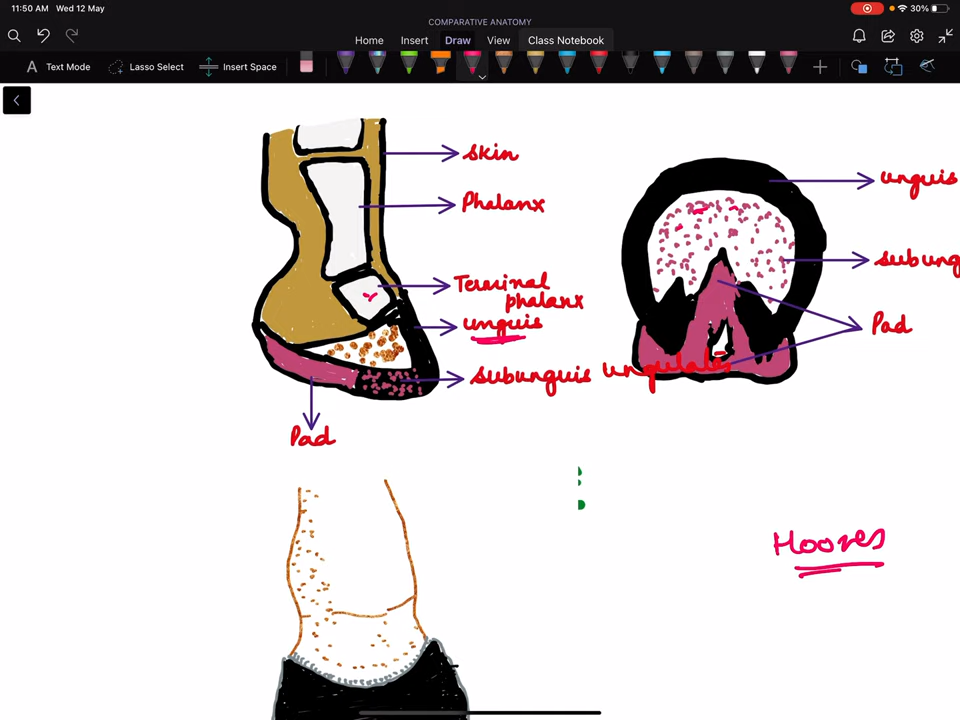 11:50 AM Wed 12 May
30%
COMPARATIVE ANATOMY
Home Insert Draw View Class Notebook
Text Mode Lasso Select Insert Space
Skin
Phalanx
Terminal
phalanx
unguis
Subunguis
Pad
unguis
subung
Pad
ungulates
Hooves